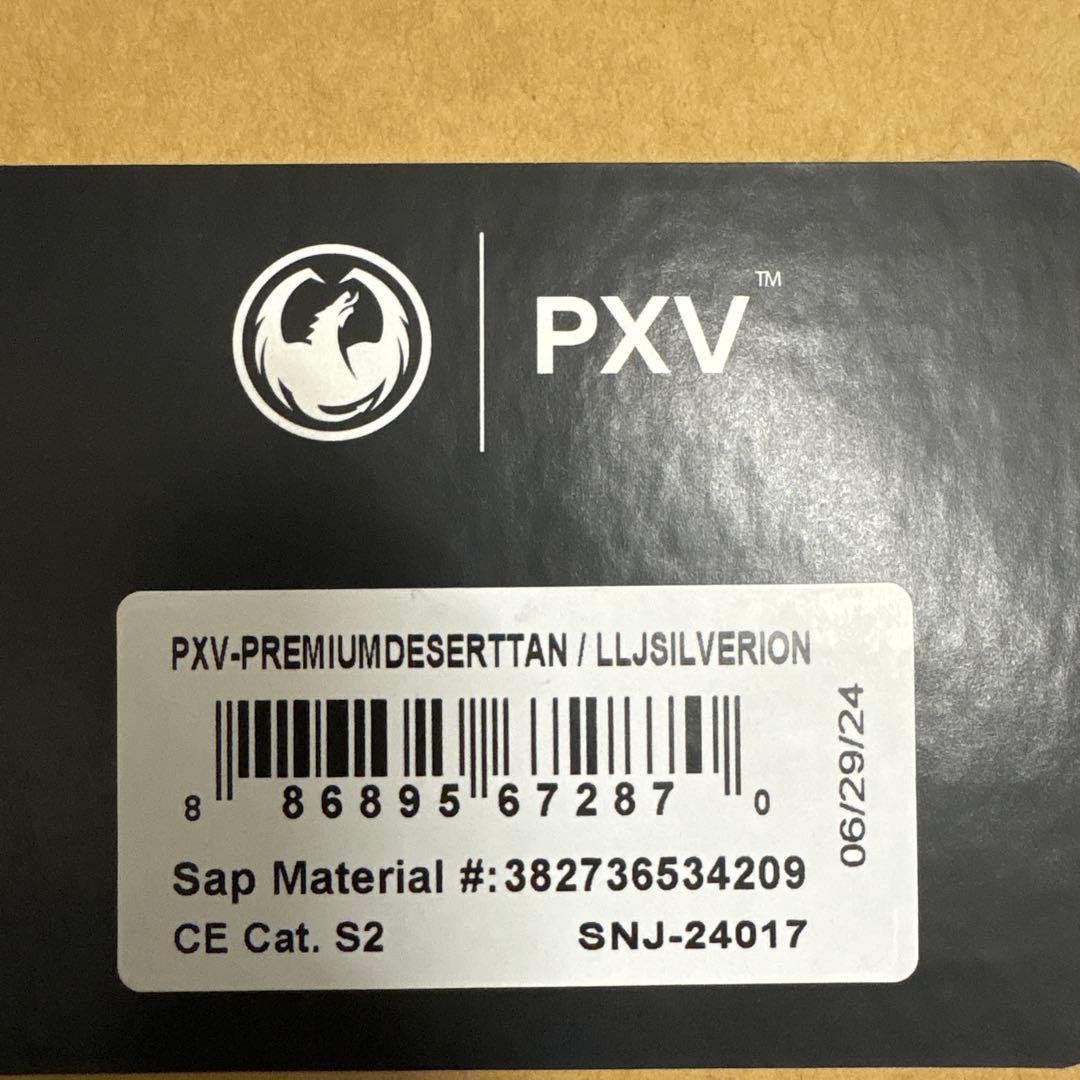 PXV™
PXV-PREMIUMDESERTTAN / LLJSILVERION
8 86895 67287 0
06/29/24
Sap Material #:382736534209
CE Cat. S2 SNJ-24017